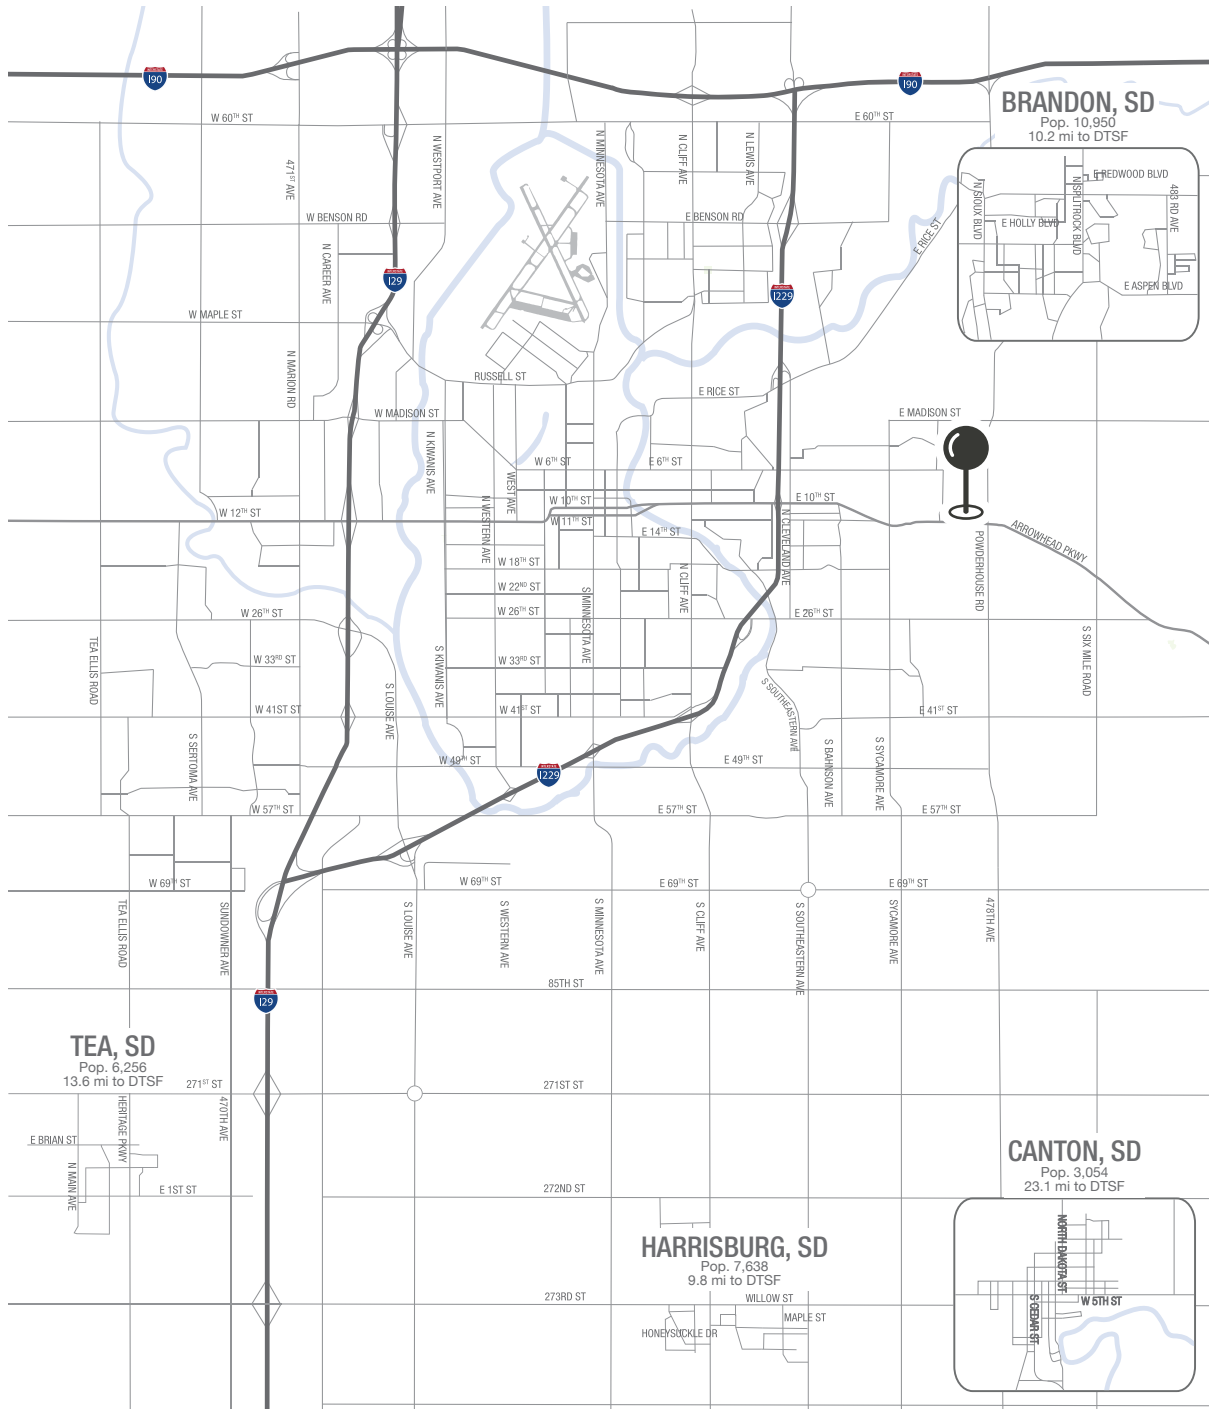 I90
I90
BRANDON, SD
Pop. 10,950
10.2 mi to DTSF
W 60TH ST
E 60TH ST
471ST AVE
N WESTPORT AVE
N MINNESOTA AVE
N CLIFF AVE
N LEWIS AVE
E REDWOOD BLVD
N SIOUX BLVD
N SPLITROCK BLVD
483 RD AVE
E HOLLY BLVD
E ASPEN BLVD
W BENSON RD
E BENSON RD
E RICE ST
N CAREER AVE
I29
I229
W MAPLE ST
N MARION RD
RUSSELL ST
E RICE ST
W MADISON ST
E MADISON ST
N KIWANIS AVE
W 6TH ST
E 6TH ST
WEST AVE
W 10TH ST
E 10TH ST
W 12TH ST
N WESTERN AVE
W 11TH ST
E 14TH ST
N CLEVELAND AVE
ARROWHEAD PKWY
POWDERHOUSE RD
W 18TH ST
N CLIFF AVE
W 22ND ST
S MINNESOTA AVE
W 26TH ST
W 26TH ST
E 26TH ST
TEA ELLIS ROAD
S SIX MILE ROAD
W 33RD ST
S KIWANIS AVE
W 33RD ST
S LOUISE AVE
S SOUTHEASTERN AVE
W 41ST ST
W 41ST ST
E 41ST ST
S SERTOMA AVE
S BAHNSON AVE
S SYCAMORE AVE
W 49TH ST
E 49TH ST
I229
W 57TH ST
E 57TH ST
E 57TH ST
W 69TH ST
W 69TH ST
E 69TH ST
E 69TH ST
TEA ELLIS ROAD
SUNDOWNER AVE
S LOUISE AVE
S WESTERN AVE
S MINNESOTA AVE
S CLIFF AVE
S SOUTHEASTERN AVE
SYCAMORE AVE
478TH AVE
85TH ST
I29
TEA, SD
Pop. 6,256
13.6 mi to DTSF
271ST ST
271ST ST
HERITAGE PKWY
470TH AVE
E BRIAN ST
N MAIN AVE
E 1ST ST
272ND ST
CANTON, SD
Pop. 3,054
23.1 mi to DTSF
NORTH DAKOTA ST
W 5TH ST
S CEDAR ST
HARRISBURG, SD
Pop. 7,638
9.8 mi to DTSF
273RD ST
WILLOW ST
MAPLE ST
HONEYSUCKLE DR